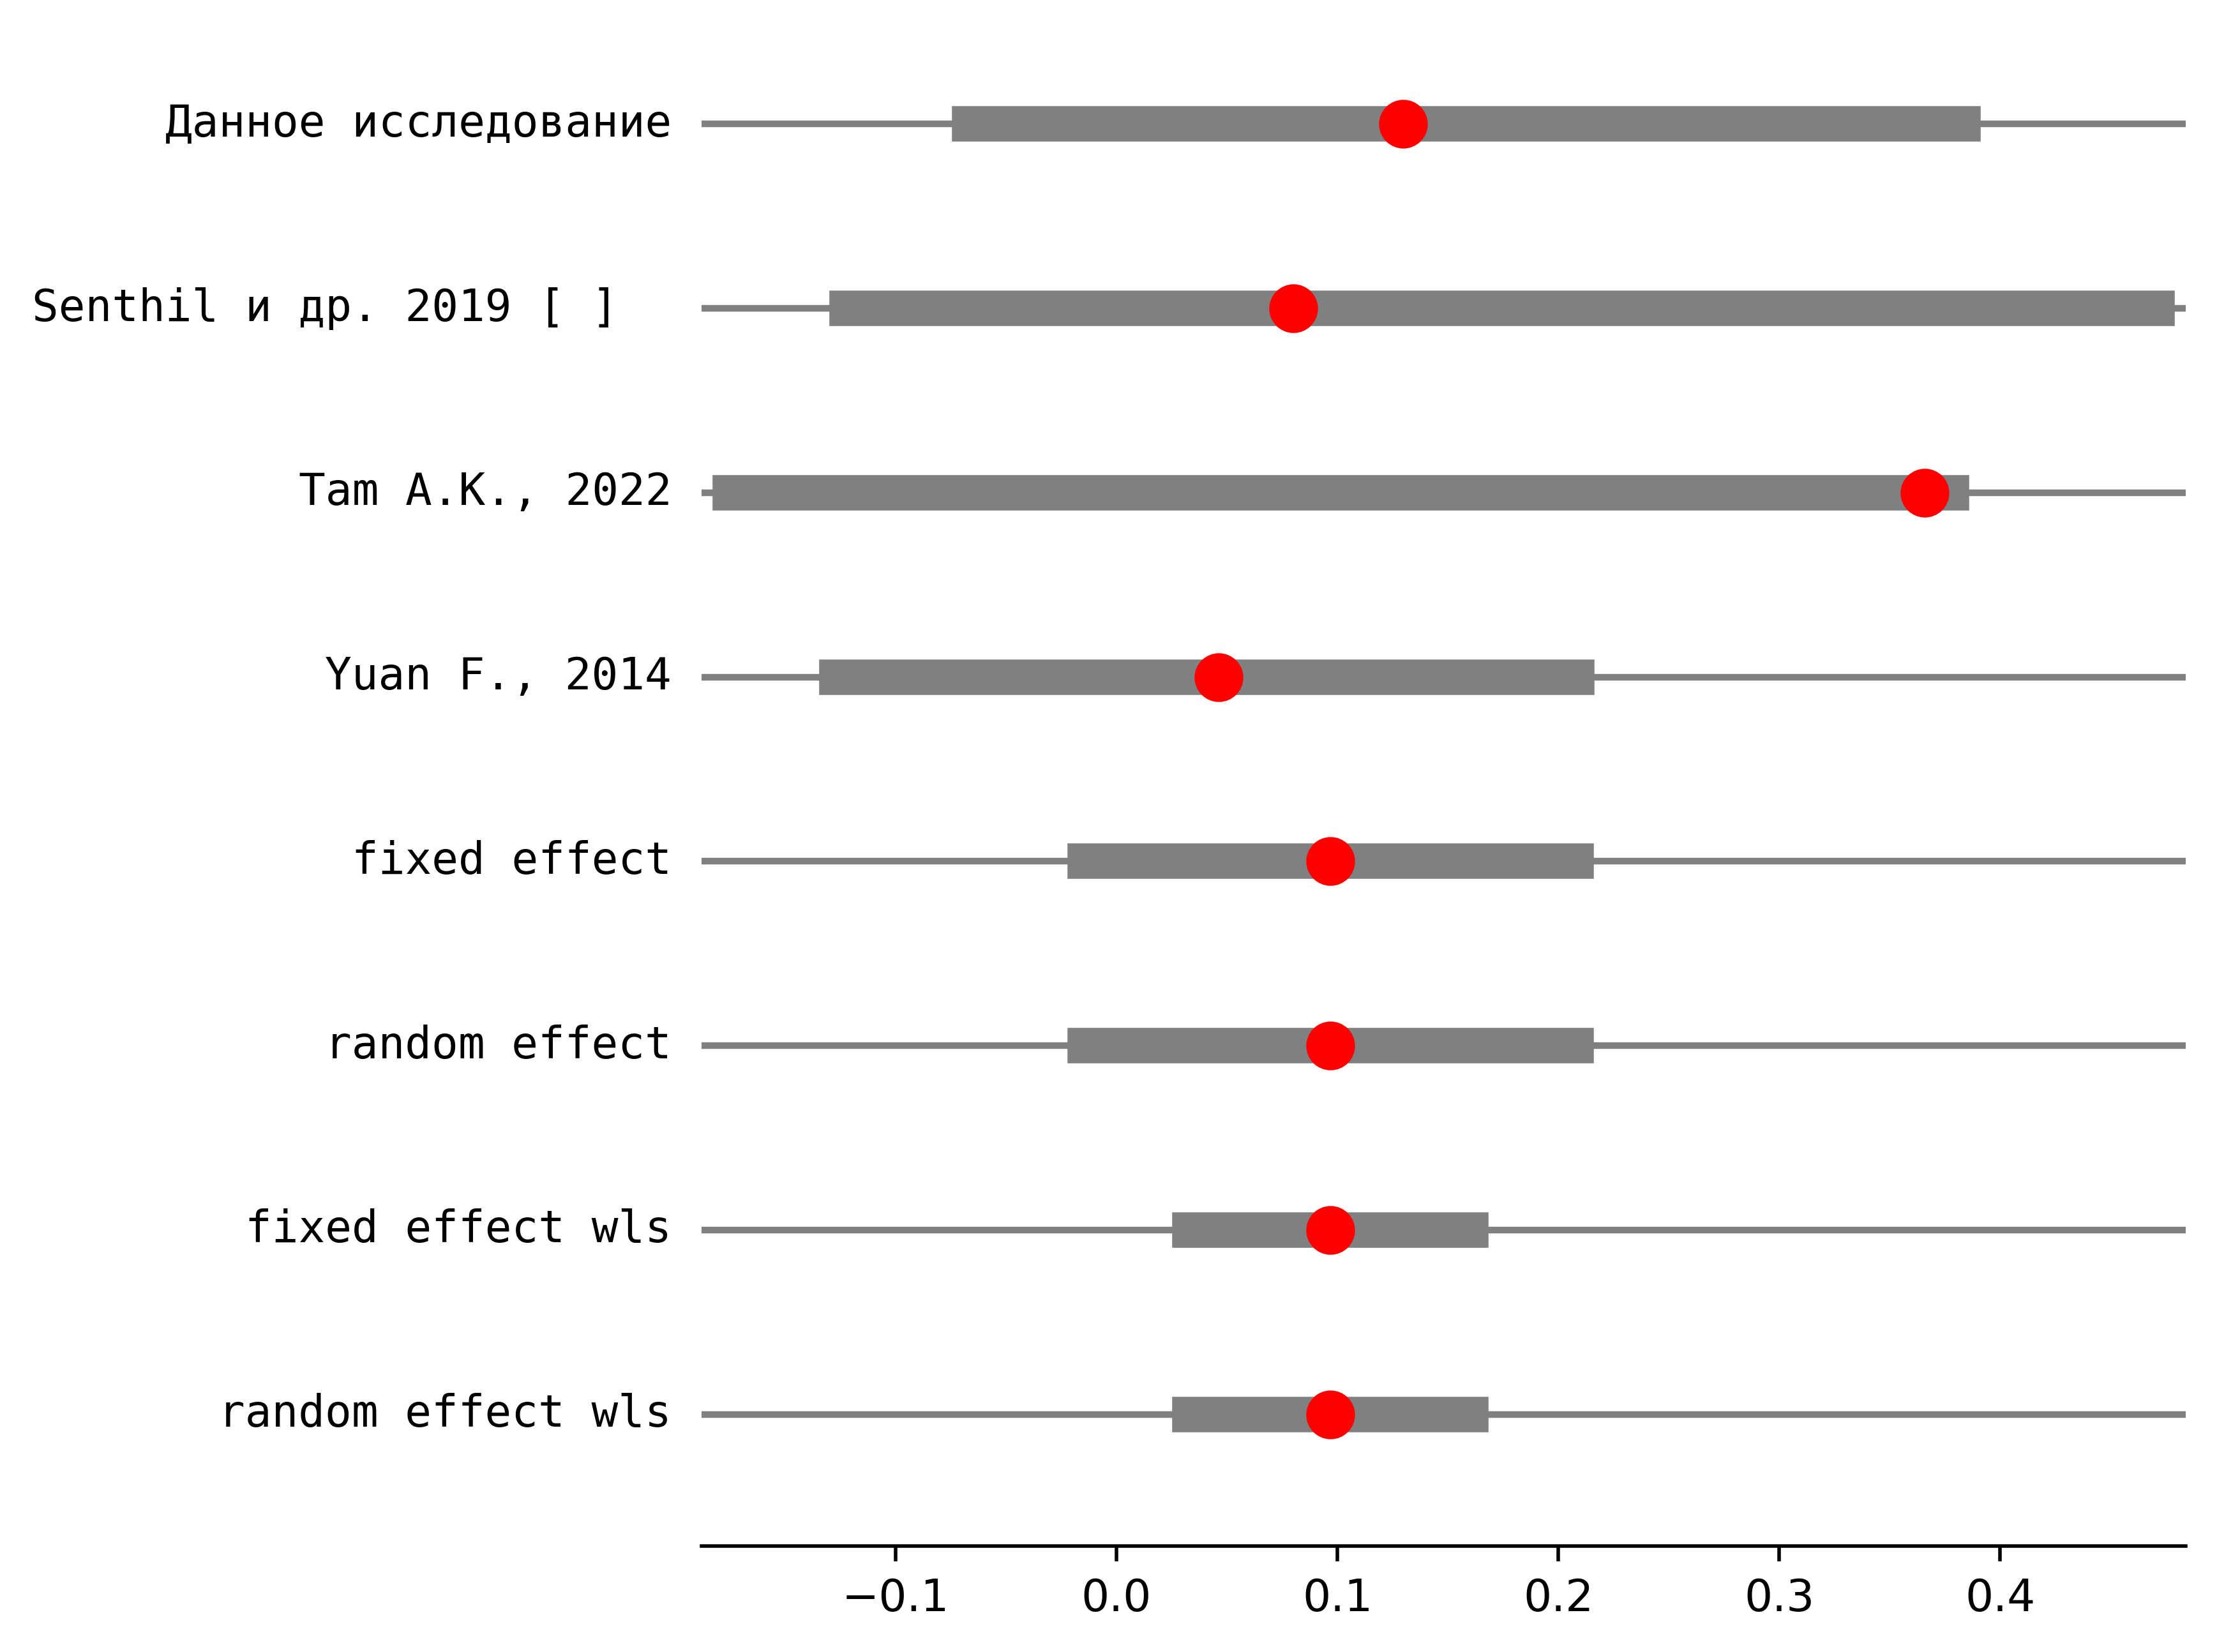 Данное исследование
Senthil и др. 2019 [ ]
Tam A.K., 2022
Yuan F., 2014
fixed effect
random effect
fixed effect wls
random effect wls
−0.1 0.0 0.1 0.2 0.3 0.4